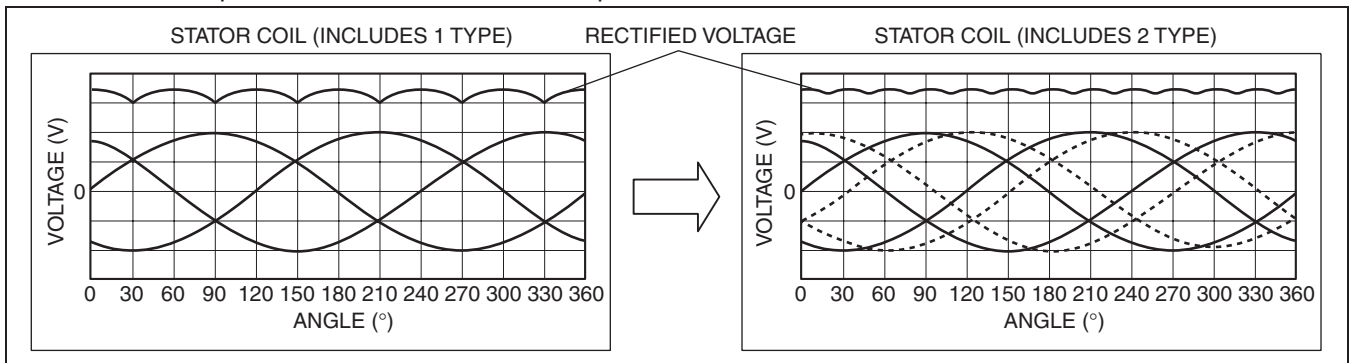 STATOR COIL (INCLUDES 1 TYPE)
RECTIFIED VOLTAGE
STATOR COIL (INCLUDES 2 TYPE)
VOLTAGE (V)
0
0 30 60 90 120 150 180 210 240 270 300 330 360
ANGLE (°)
VOLTAGE (V)
0
0 30 60 90 120 150 180 210 240 270 300 330 360
ANGLE (°)